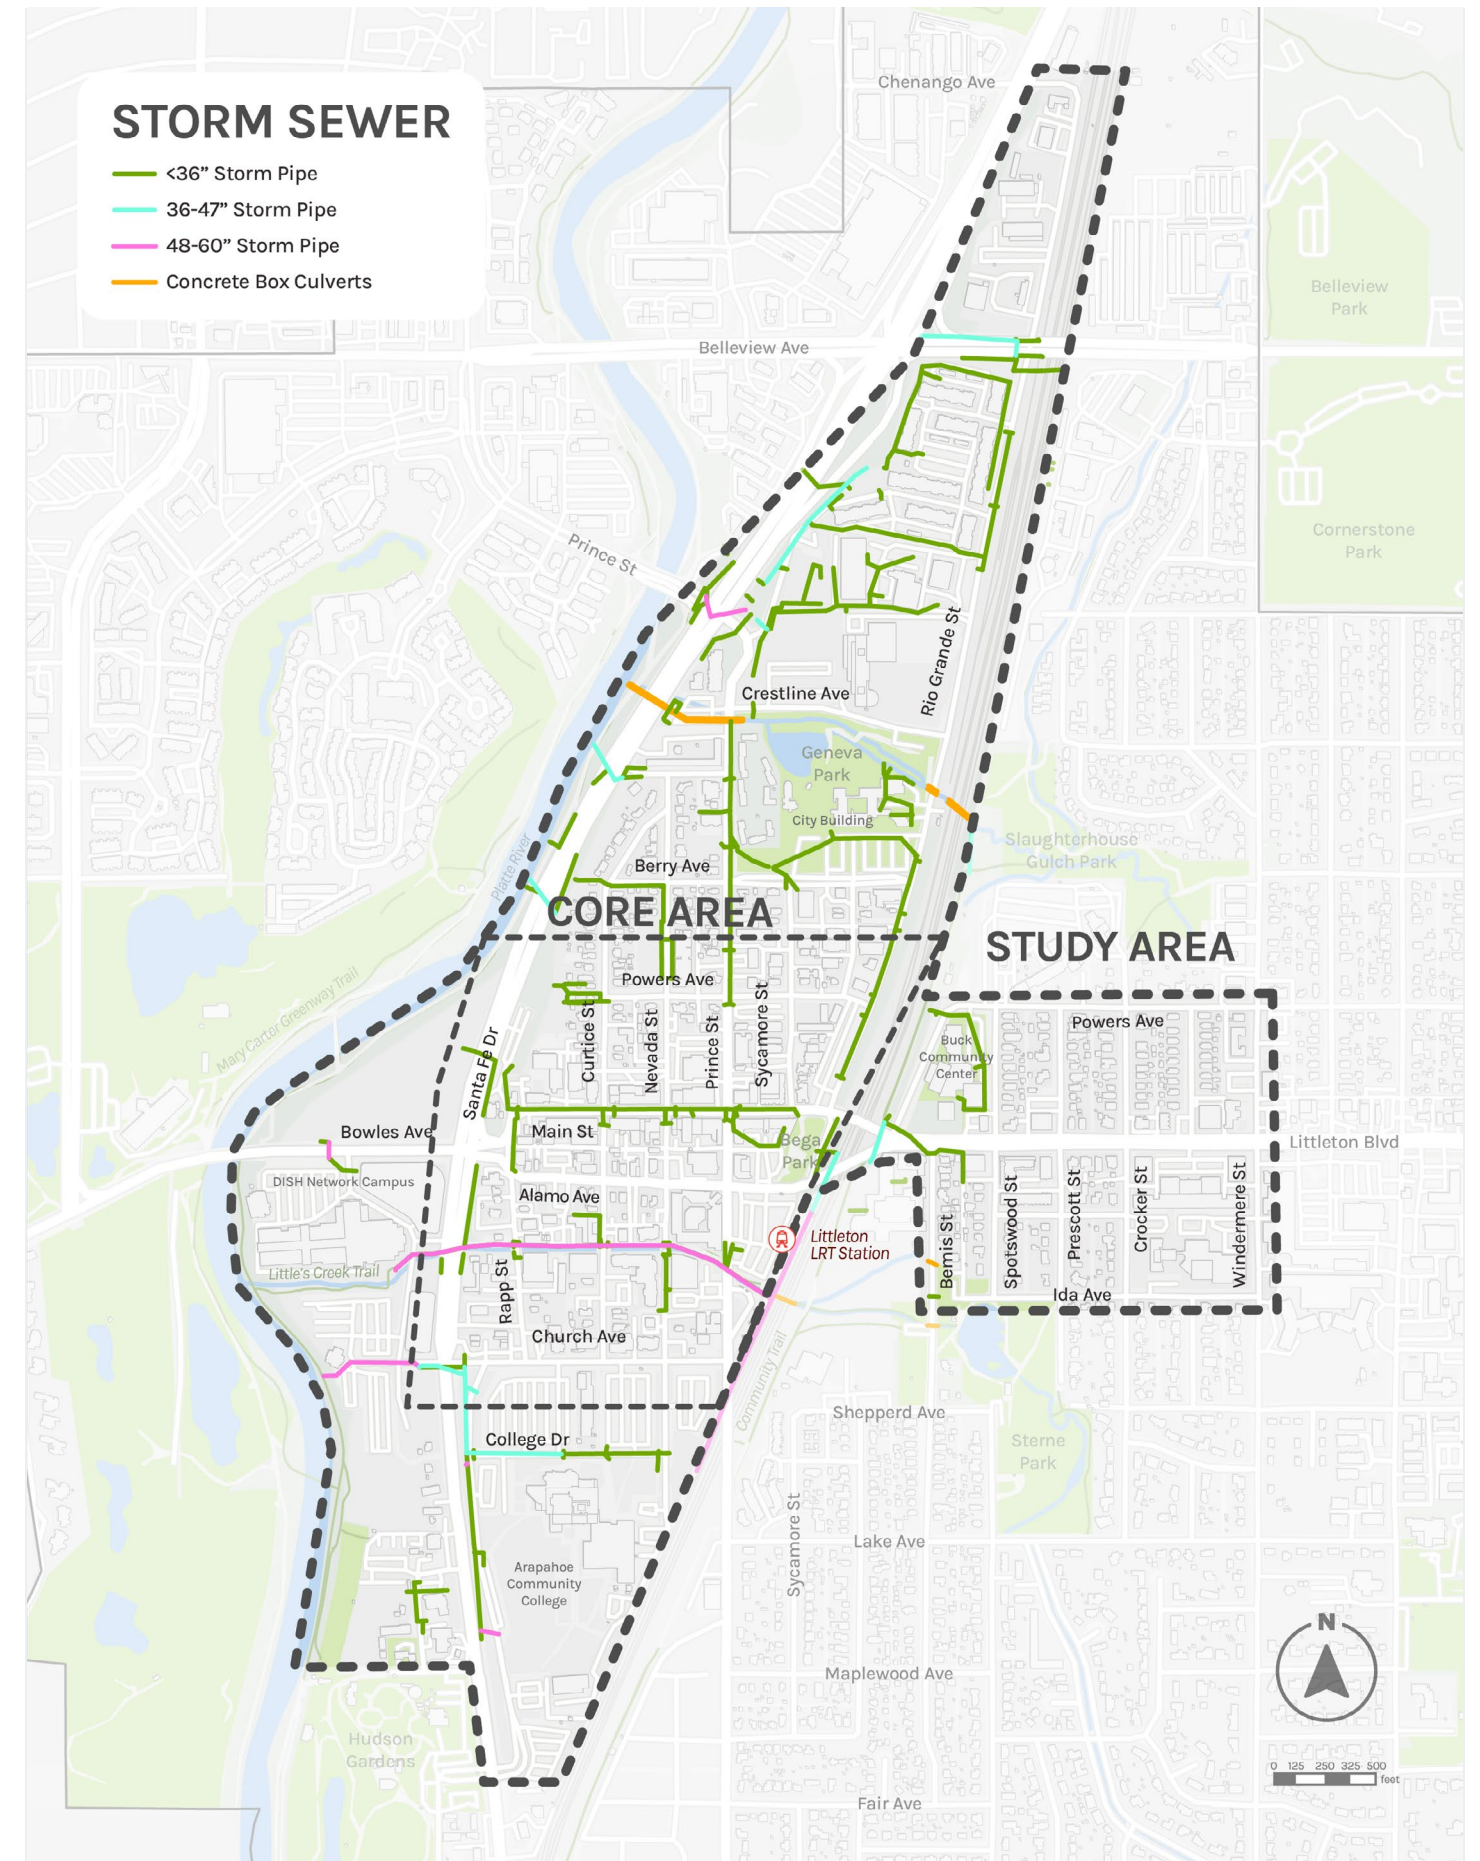 STORM SEWER
<36” Storm Pipe
36-47” Storm Pipe
48-60” Storm Pipe
Concrete Box Culverts
Chenango Ave
Belleview
Park
Belleview Ave
Cornerstone
Park
Prince St
Rio Grande St
Crestline Ave
Geneva
Park
City Building
Slaughterhouse
Gulch Park
Platte River
Berry Ave
CORE AREA
STUDY AREA
Powers Ave
Mary Carter Greenway Trail
Santa Fe Dr
Curtice St
Nevada St
Prince St
Sycamore St
Powers Ave
Buck
Community
Center
Bowles Ave
Main St
Bega
Park
Littleton Blvd
DISH Network Campus
Alamo Ave
Littleton
LRT Station
Bemis St
Spotswood St
Prescott St
Crocker St
Windermere St
Little's Creek Trail
Rapp St
Ida Ave
Church Ave
Community Trail
Shepperd Ave
College Dr
Sterne
Park
Sycamore St
Lake Ave
Arapahoe
Community
College
N
Maplewood Ave
Hudson
Gardens
0 125 250 325 500
feet
Fair Ave